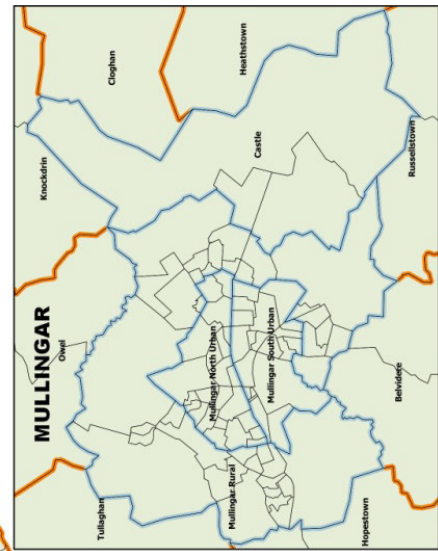 MULLINGAR
Owel
Tullaghan
Knockdrin
Cloghan
Heathstown
Castle
Mullingar North Urban
Mullingar South Urban
Mullingar Rural
Russellstown
Belvidere
Hopestown